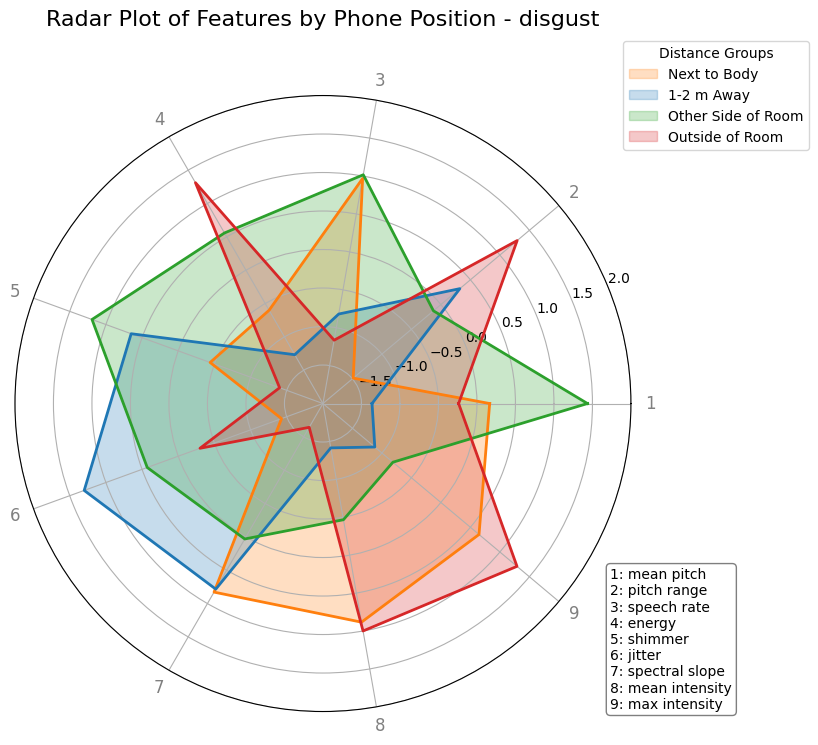 Radar Plot of Features by Phone Position - disgust
Distance Groups
Next to Body
1-2 m Away
Other Side of Room
Outside of Room
3
4
2
5
2.0
1.5
1.0
0.5
0.0
−0.5
−1.0
−1.5
1
6
9
7
8
1: mean pitch
2: pitch range
3: speech rate
4: energy
5: shimmer
6: jitter
7: spectral slope
8: mean intensity
9: max intensity